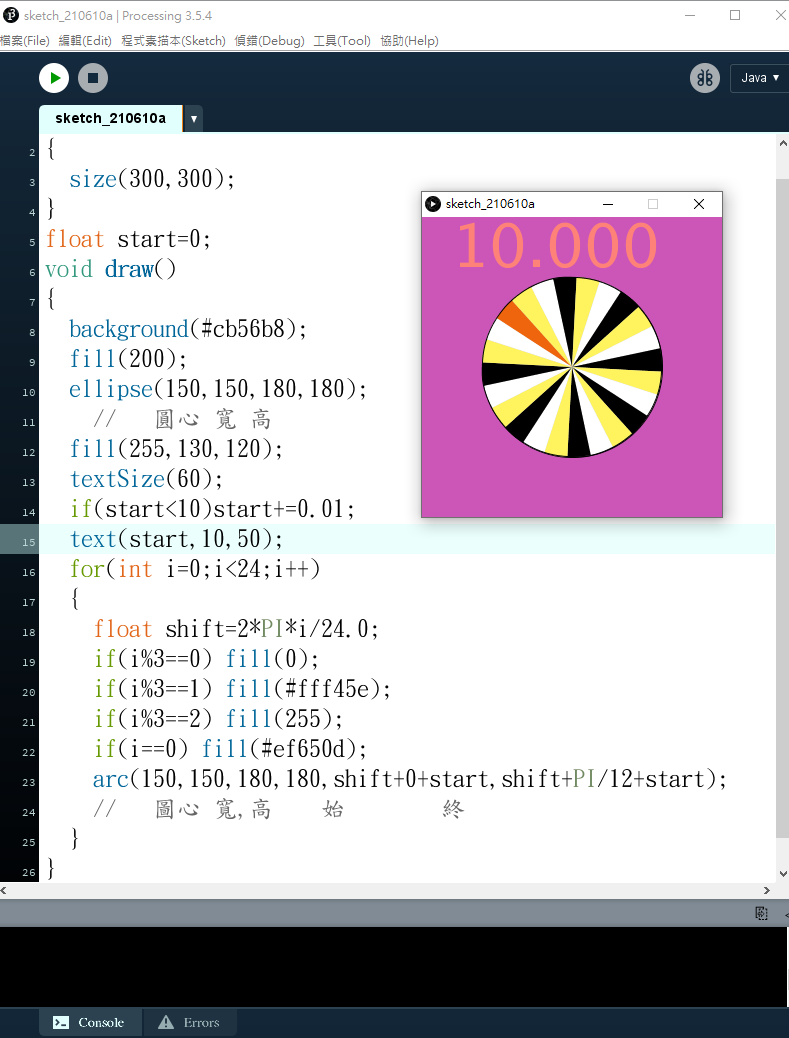 sketch_210610a | Processing 3.5.4
檔案(File) 編輯(Edit) 程式素描本(Sketch) 偵錯(Debug) 工具(Tool) 協助(Help)
Java ▼
sketch_210610a ▼
2 {
3   size(300,300);
4 }
5 float start=0;
6 void draw()
7 {
8   background(#cb56b8);
9   fill(200);
10   ellipse(150,150,180,180);
11     //   圓心 寬 高
12   fill(255,130,120);
13   textSize(60);
14   if(start<10)start+=0.01;
15   text(start,10,50);
16   for(int i=0;i<24;i++)
17   {
18     float shift=2*PI*i/24.0;
19     if(i%3==0) fill(0);
20     if(i%3==1) fill(#fff45e);
21     if(i%3==2) fill(255);
22     if(i==0) fill(#ef650d);
23     arc(150,150,180,180,shift+0+start,shift+PI/12+start);
24     //   圓心 寬,高    始        終
25   }
26 }
sketch_210610a
10.000
Console
Errors